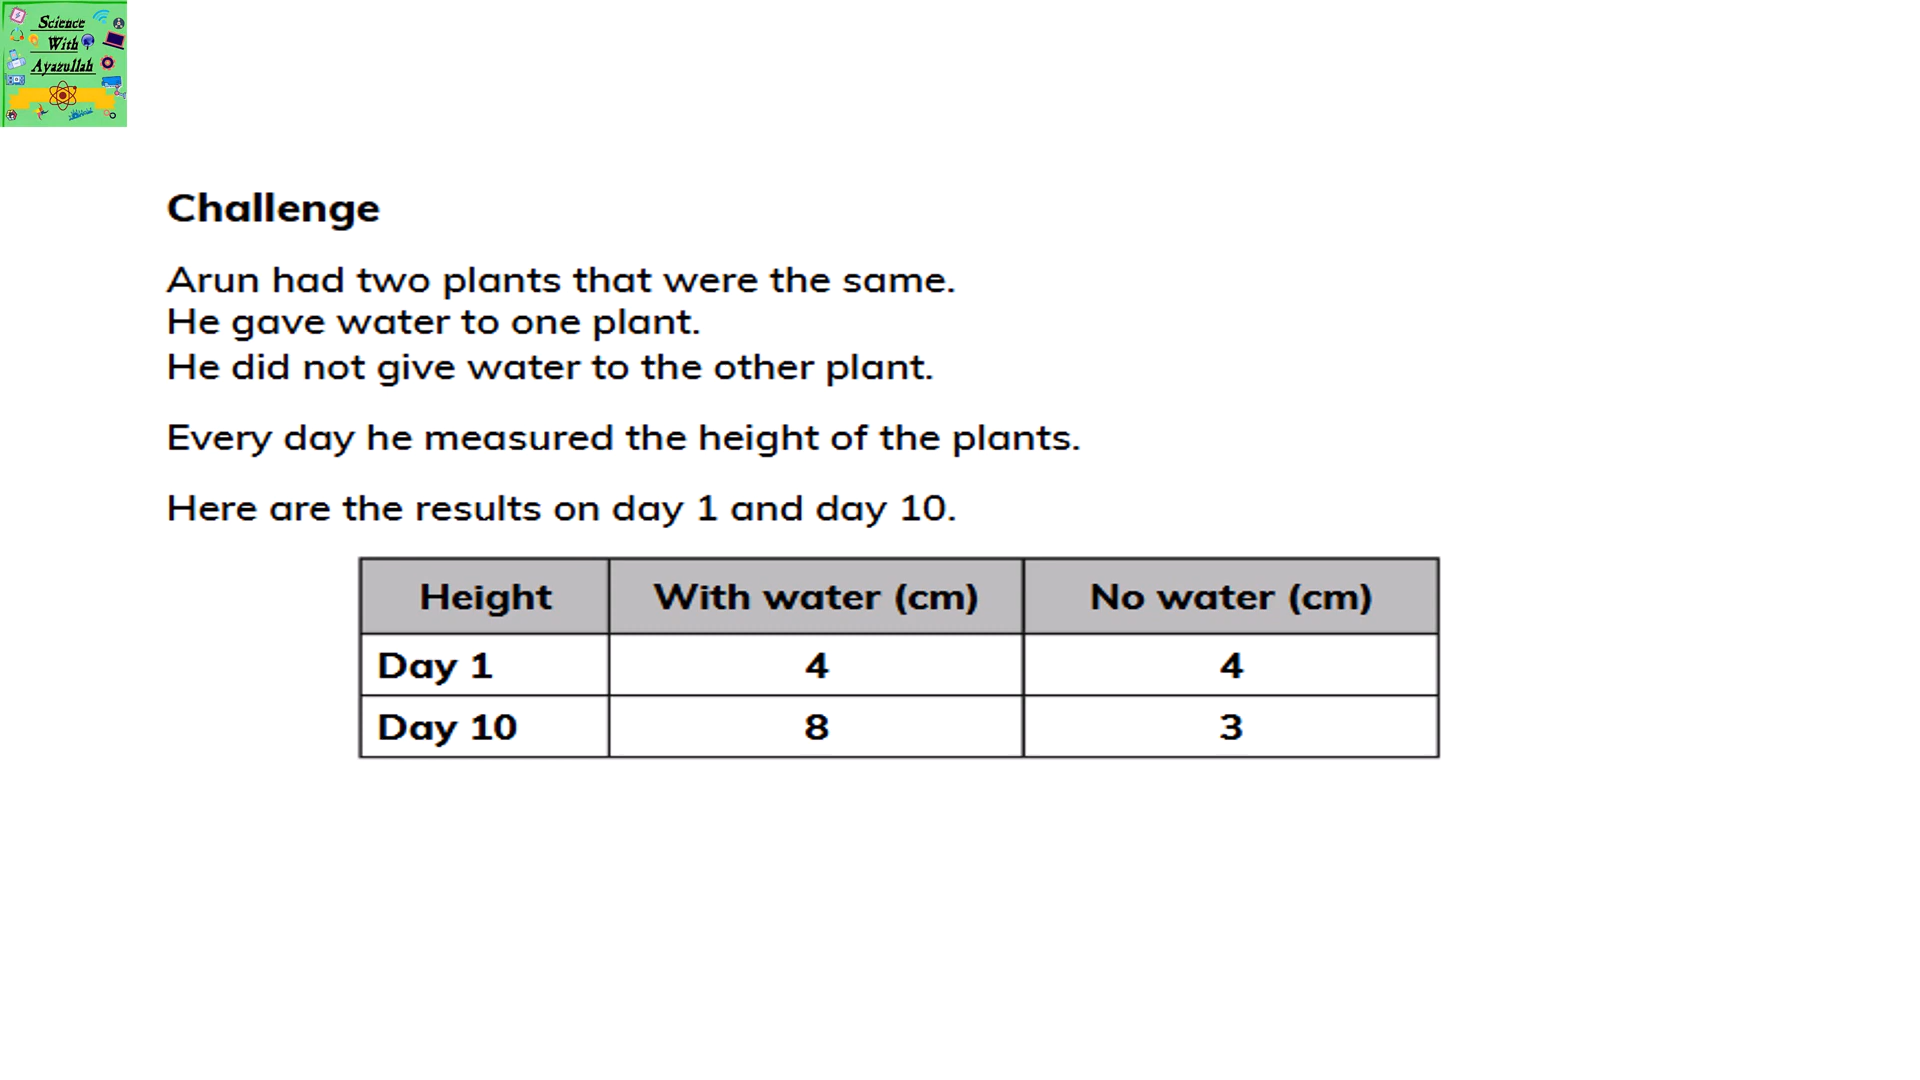 Science
With
Ayazullah
Challenge
Arun had two plants that were the same.
He gave water to one plant.
He did not give water to the other plant.
Every day he measured the height of the plants.
Here are the results on day 1 and day 10.
Height With water (cm) No water (cm)
Day 1 4 4
Day 10 8 3